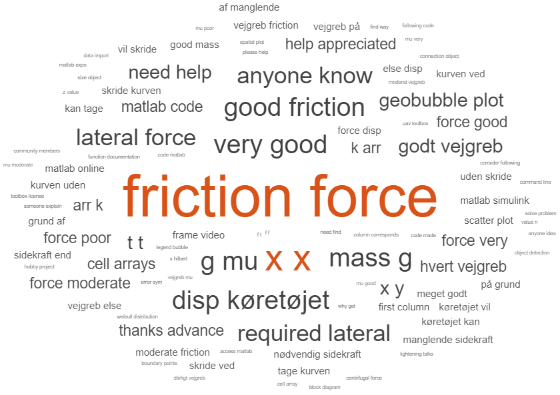 af manglende
mu poor
vejgreb friction
vejgreb på
find way
following code
vil skride
good mass
spatial plot
please help
help appreciated
mu very
data import
matlab expo
need help
anyone know
else disp
connection object
size object
skride kurven
material vejgreb
kurven ved
z value
kan tage
matlab code
good friction
geobubble plot
lateral force
very good
force disp
uav toolbox
force good
k arr
godt vejgreb
community members
function documentation
code matlab
consider following
mu moderate
matlab online
uden skride
kurven uden
friction force
command line
toolbox license
someone explain
arr k
matlab simulink
grund af
scatter plot
value n
solve problem
force poor
t t
frame video
f f
need find
column corresponds
code made
force very
anyone idea
sidekraft end
legend bubble
object detection
hobby project
cell arrays
x hilbert
g mu
x x
mass g
hvert vejgreb
force moderate
error sym
vejgreb mu
mu good
x y
på grund
meget godt
vejgreb else
disp køretøjet
why get
first column
køretøjet vil
weibull distribution
køretøjet kan
thanks advance
required lateral
manglende sidekraft
moderate friction
access matlab
nødvendig sidekraft
lightening talks
boundary points
skride ved
tage kurven
centrifugal force
dårligt vejgreb
cell array
block diagram